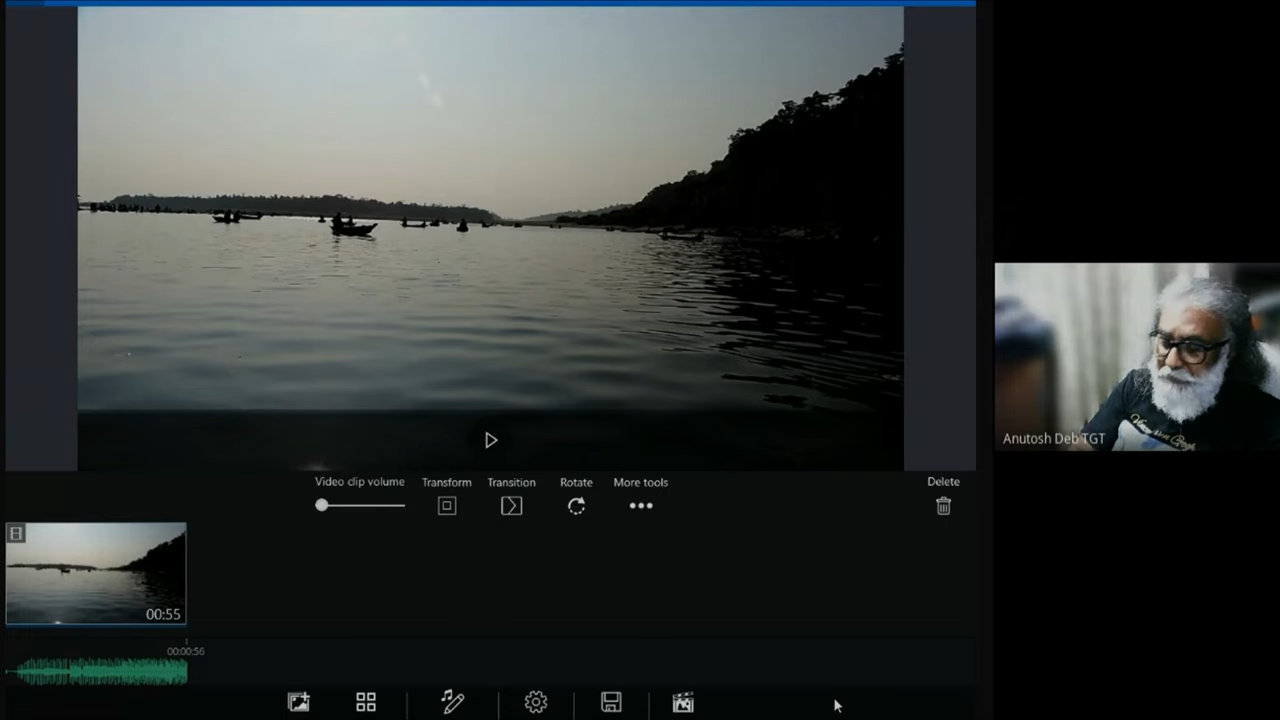 Video clip volume
Transform
Transition
Rotate
More tools
Delete
00:55
00:00:56
Anutosh Deb TGT